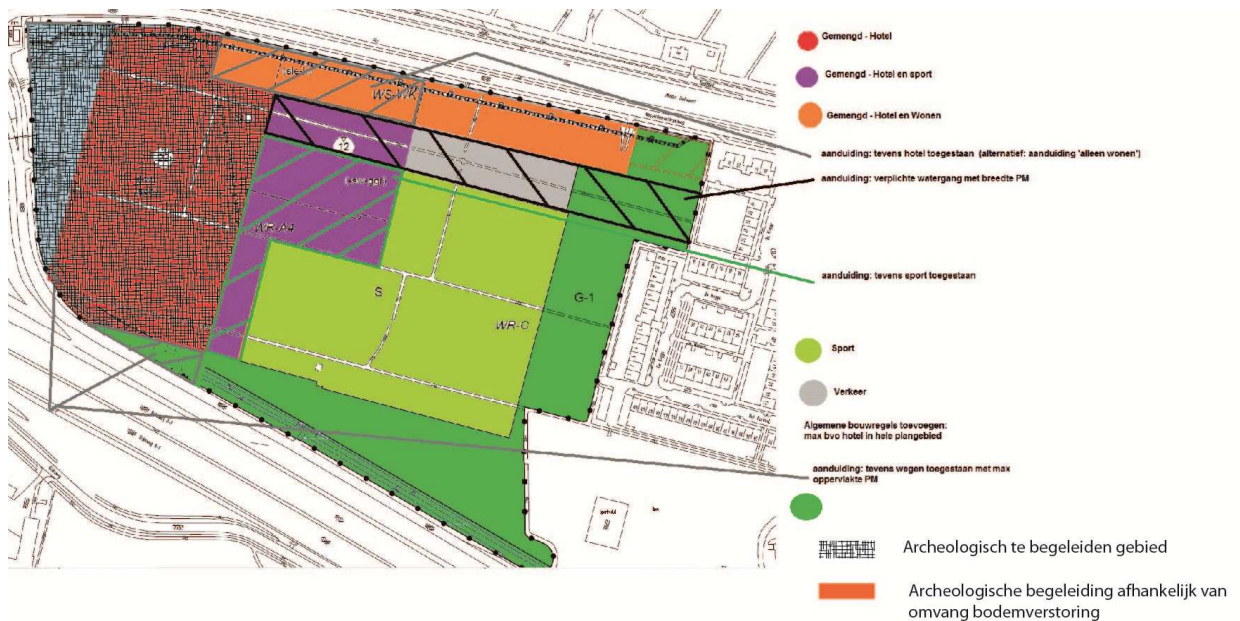 Gemengd - Hotel
Gemengd - Hotel en sport
Gemengd - Hotel en Wonen
aanduiding: tevens hotel toegestaan (alternatief: aanduiding 'alleen wonen')
aanduiding: verplichte watergang met breedte PM
aanduiding: tevens sport toegestaan
Sport
Verkeer
Algemene bouwregels toevoegen:
max bvo hotel in hele plangebied
aanduiding: tevens wegen toegestaan met max
oppervlakte PM
Archeologisch te begeleiden gebied
Archeologische begeleiding afhankelijk van
omvang bodemverstoring
WS-WK
12
WR-A4
S
G-1
WR-C